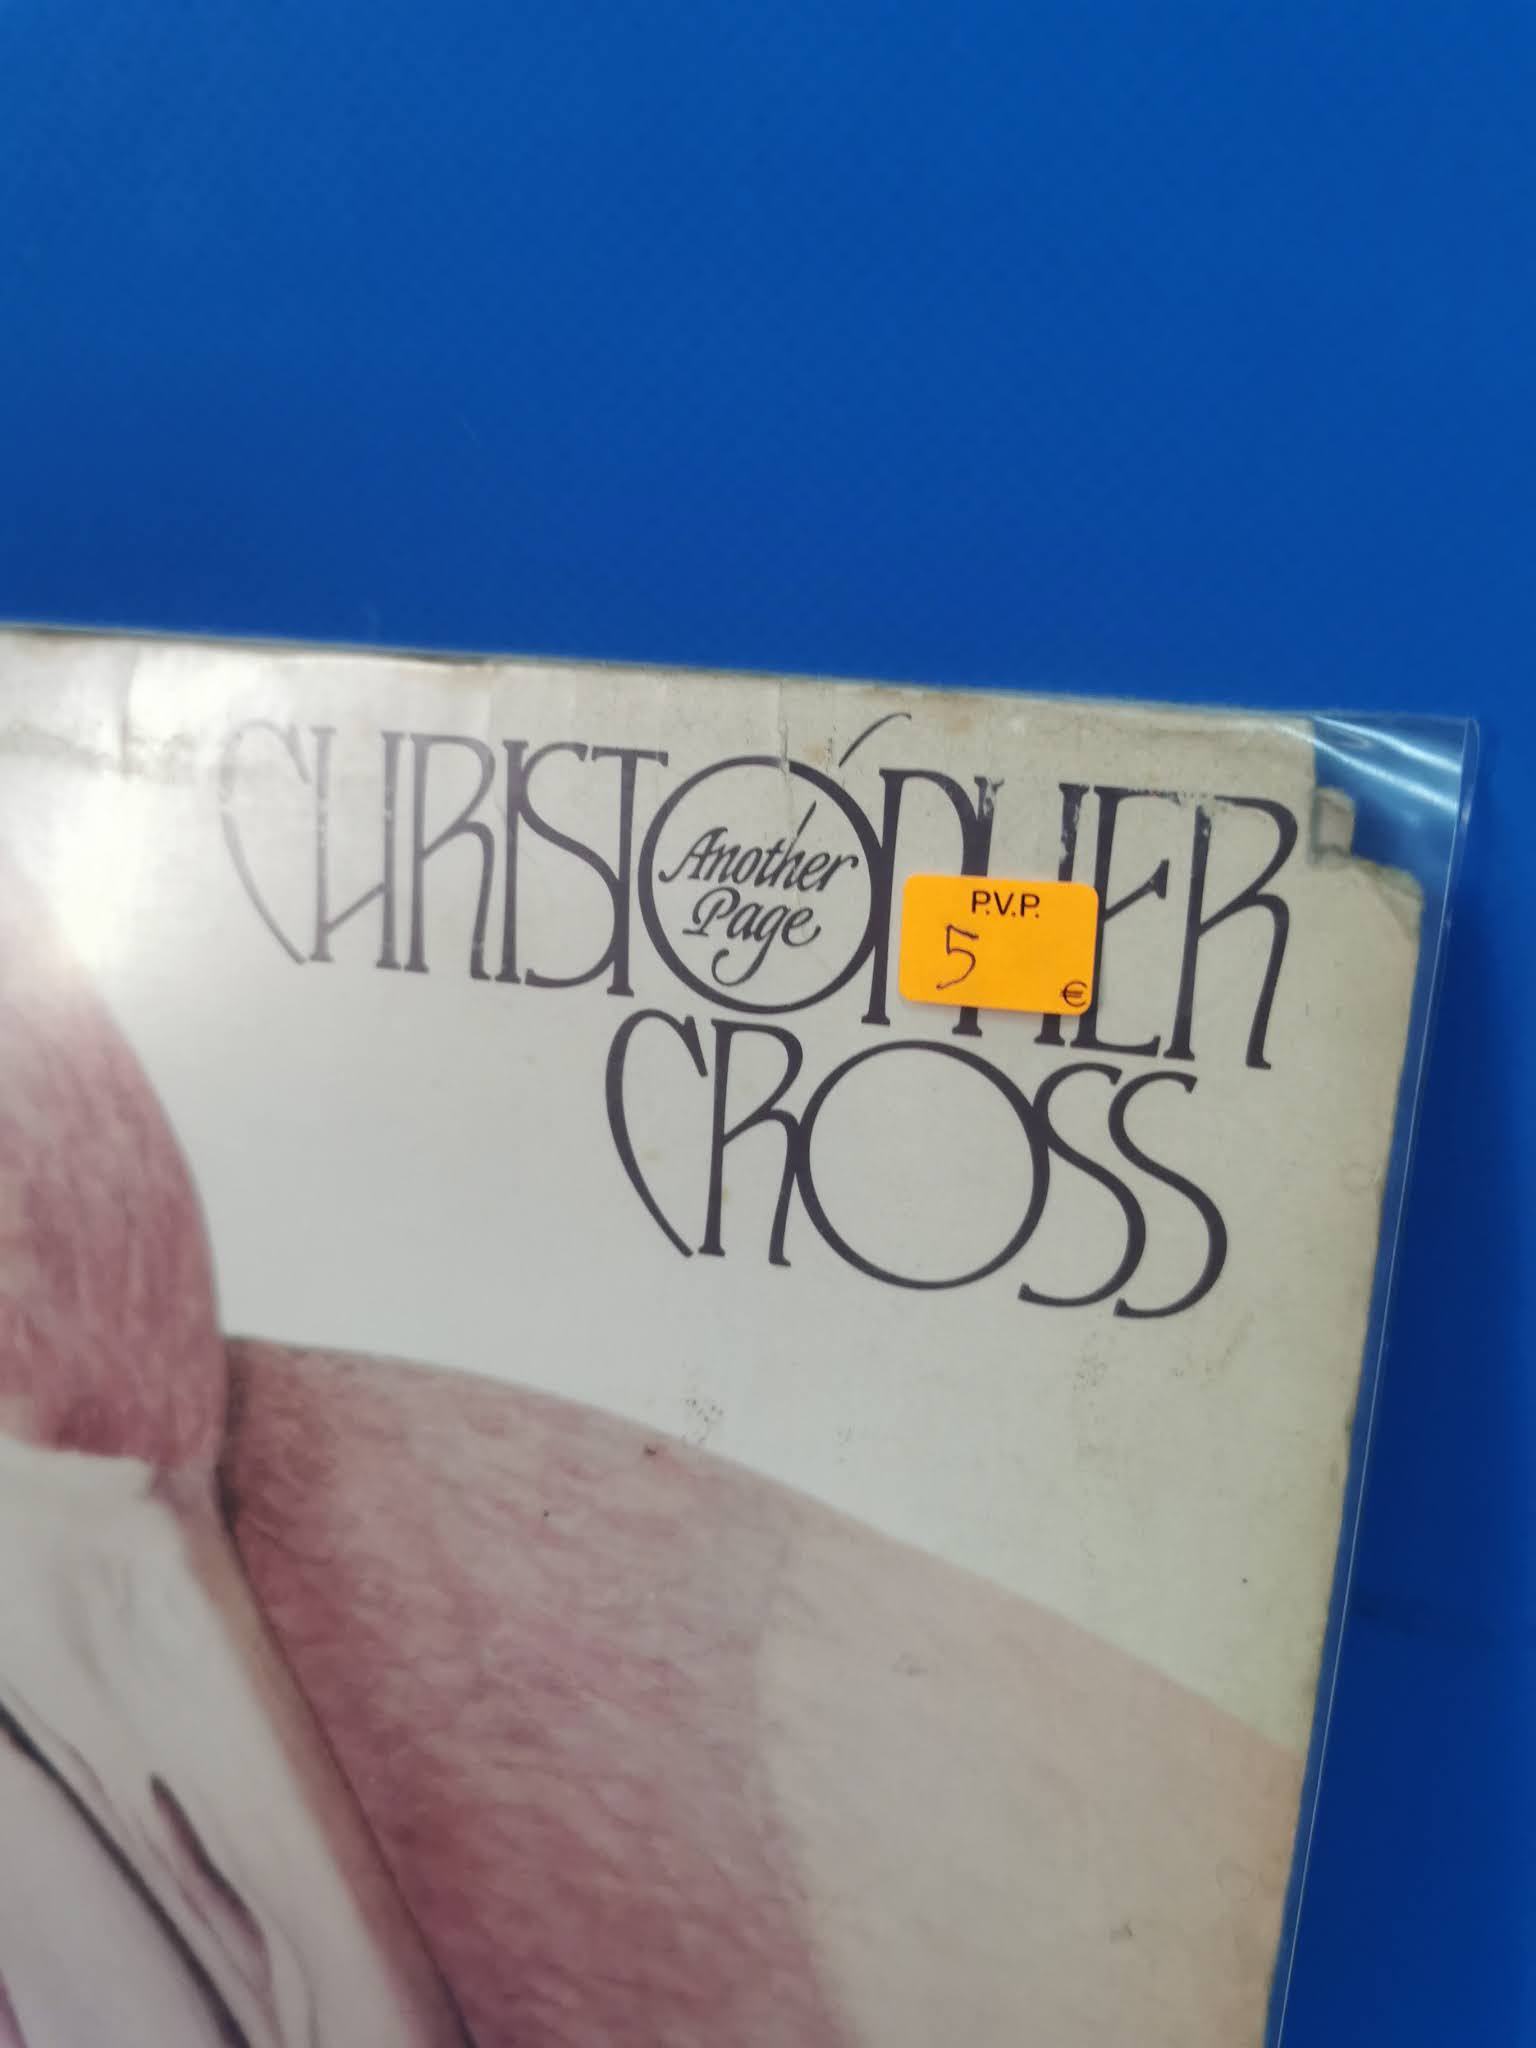 CHRISTOPHER
Another
Page
P.V.P.
5
€
CROSS